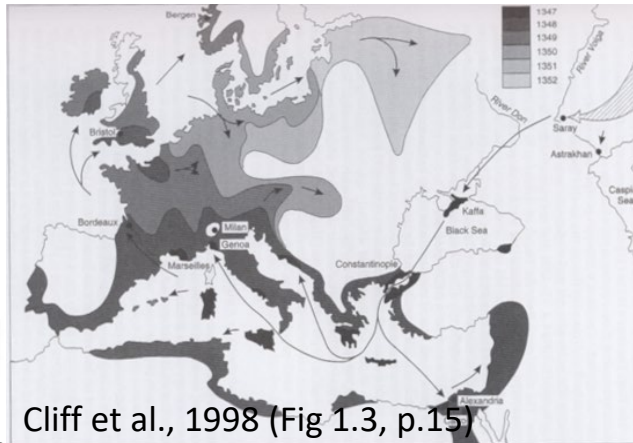 Bergen
1347
1348
1349
1350
1351
1352
River Volga
River Don
Saray
Astrakhan
Bristol
Kaffa
Caspi
Sea
Black Sea
Bordeaux
Milan
Genoa
Constantinople
Marseilles
Alexandria
Cliff et al., 1998 (Fig 1.3, p.15)